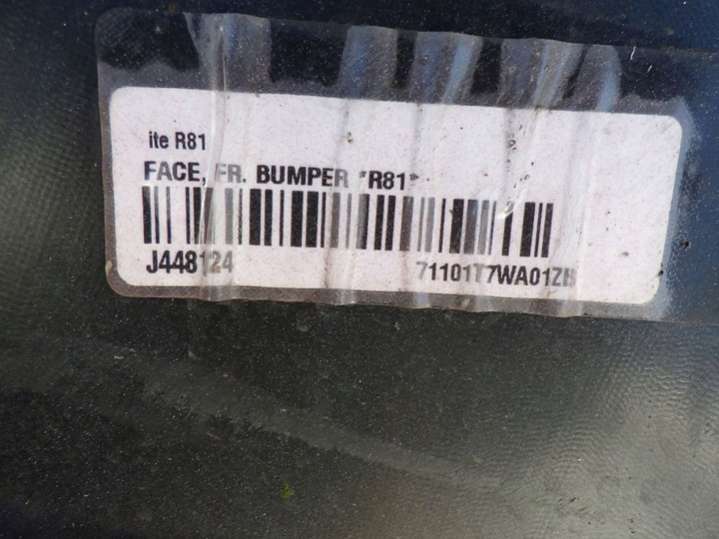 ite R81
FACE, FR. BUMPER *R81*
J448124
71101T7WA01ZB